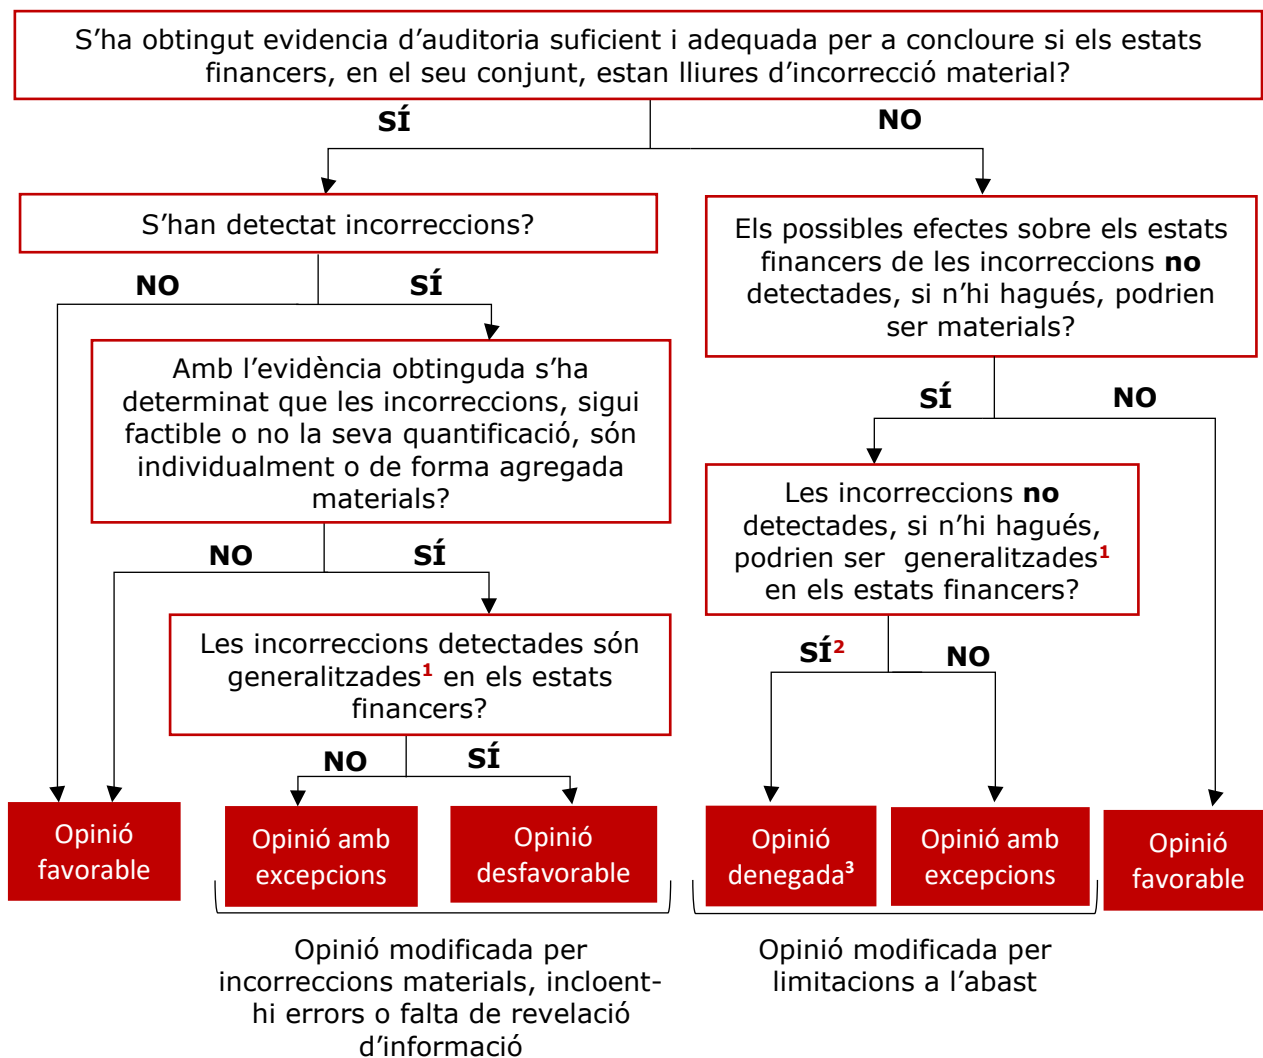 S’ha obtingut evidencia d’auditoria suficient i adequada per a concloure si els estats
financers, en el seu conjunt, estan lliures d’incorrecció material?
SÍ
NO
S’han detectat incorreccions?
NO
SÍ
Amb l’evidència obtinguda s’ha
determinat que les incorreccions, sigui
factible o no la seva quantificació, són
individualment o de forma agregada
materials?
NO
SÍ
Les incorreccions detectades són
generalitzades¹ en els estats
financers?
NO
SÍ
Els possibles efectes sobre els estats
financers de les incorreccions no
detectades, si n’hi hagués, podrien
ser materials?
SÍ
NO
Les incorreccions no
detectades, si n’hi hagués,
podrien ser generalitzades¹
en els estats financers?
SÍ²
NO
Opinió
favorable
Opinió amb
excepcions
Opinió
desfavorable
Opinió
denegada³
Opinió amb
excepcions
Opinió
favorable
Opinió modificada per
incorreccions materials, incloent-
hi errors o falta de revelació
d’informació
Opinió modificada per
limitacions a l’abast